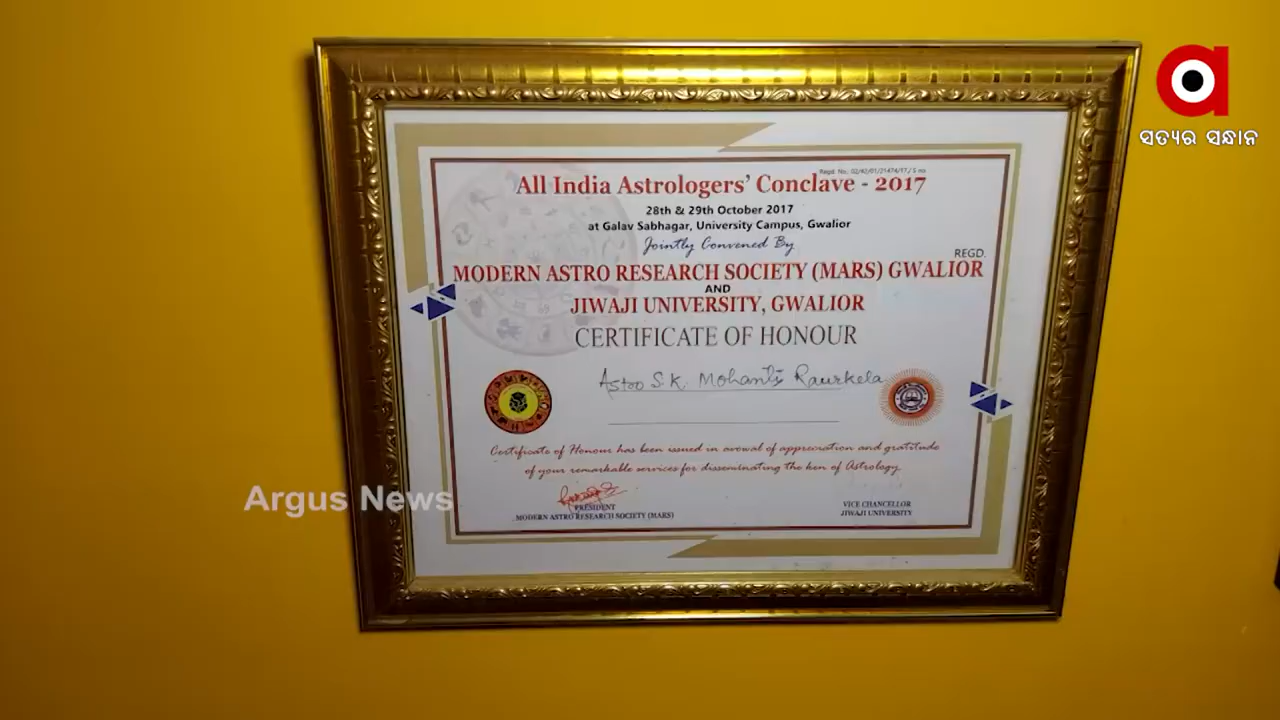 ସତ୍ୟର ସନ୍ଧାନ
All India Astrologers' Conclave - 2017
28th & 29th October 2017
at Galav Sabhagar, University Campus, Gwalior
Jointly Convened By
REGD.
MODERN ASTRO RESEARCH SOCIETY (MARS) GWALIOR
AND
JIWAJI UNIVERSITY, GWALIOR
CERTIFICATE OF HONOUR
Astro S.K. Mohanty Raurkela
Certificate of Honour has been issued in avowal of appreciation and gratitude
of your remarkable services for disseminating the ken of Astrology
Argus News
PRESIDENT
MODERN ASTRO RESEARCH SOCIETY (MARS)
VICE CHANCELLOR
JIWAJI UNIVERSITY